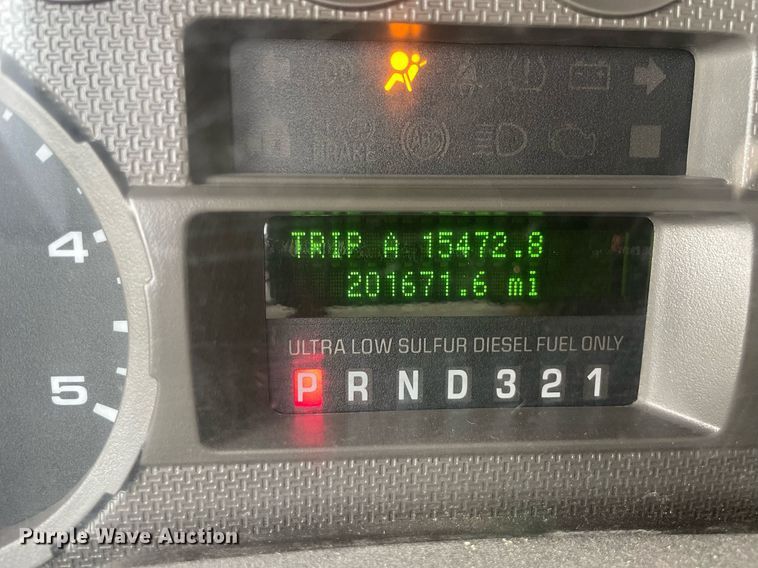 BRAKE
ABS
4
TRIP A 15472.8
201671.6 mi
ULTRA LOW SULFUR DIESEL FUEL ONLY
5
P R N D 3 2 1
Purple Wave Auction